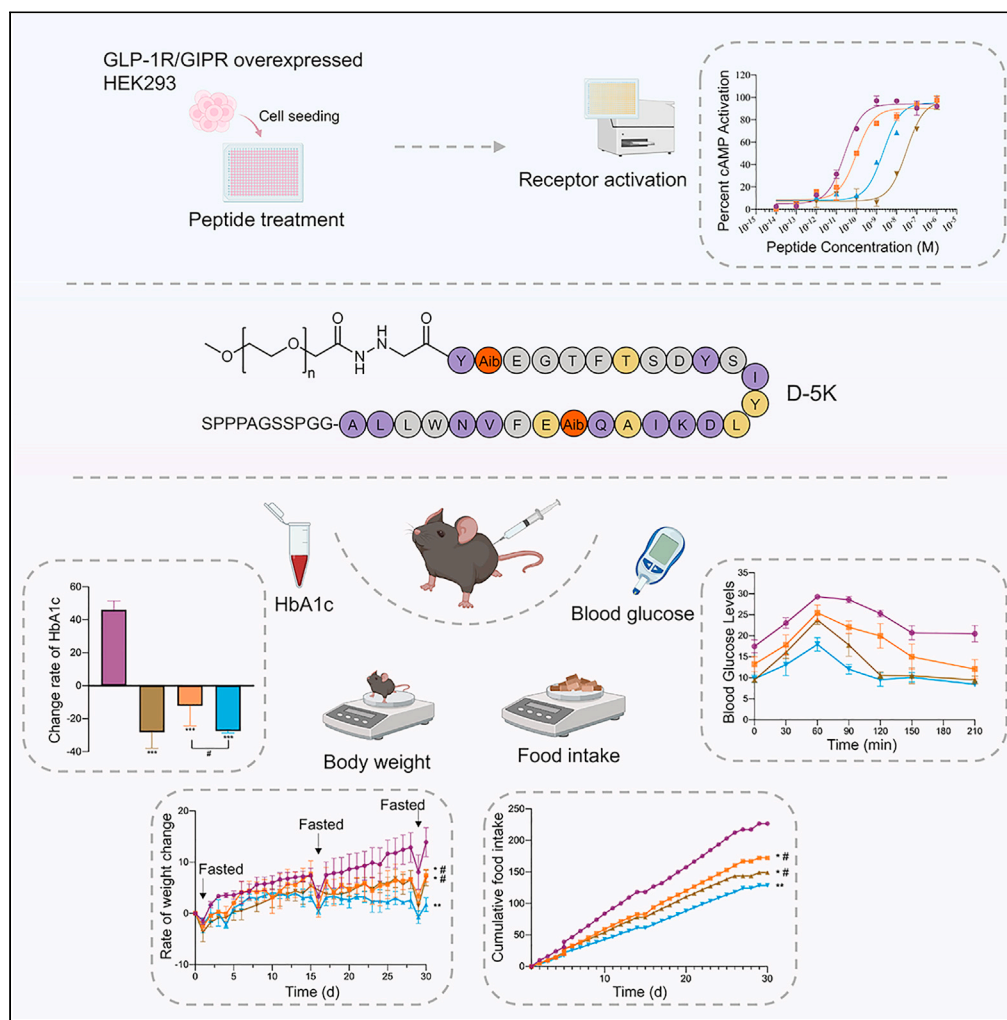 GLP-1R/GIPR overexpressed
HEK293
Cell seeding
Peptide treatment
Receptor activation
Percent cAMP Activation
120
100
80
60
40
20
0
10-15 10-14 10-13 10-12 10-11 10-10 10-9 10-8 10-7 10-6 10-5
Peptide Concentration (M)
O O
O O N H N H
n
Y Aib E G T F T S D Y S
I
Y
D-5K
SPPPAGSSPGG- A L L W N V F E Aib Q A I K D L
HbA1c
Blood glucose
Change rate of HbA1c
60
40
20
0
-20
-40
*** *** ***
#
Body weight
Food intake
Blood Glucose Levels
35
30
25
20
15
10
5
0
0 30 60 90 120 150 180 210
Time (min)
Rate of weight change
20
10
0
-10
Fasted
Fasted
Fasted
* #
* #
**
0 5 10 15 20 25 30
Time (d)
Cumulative food intake
250
200
150
100
50
0
* #
* #
**
10 20 30
Time (d)